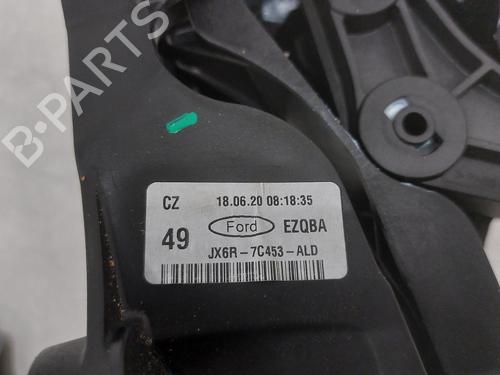 B-PARTS
CZ 18.06.20 08:18:35
49 Ford EZQBA
JX6R-7C453-ALD